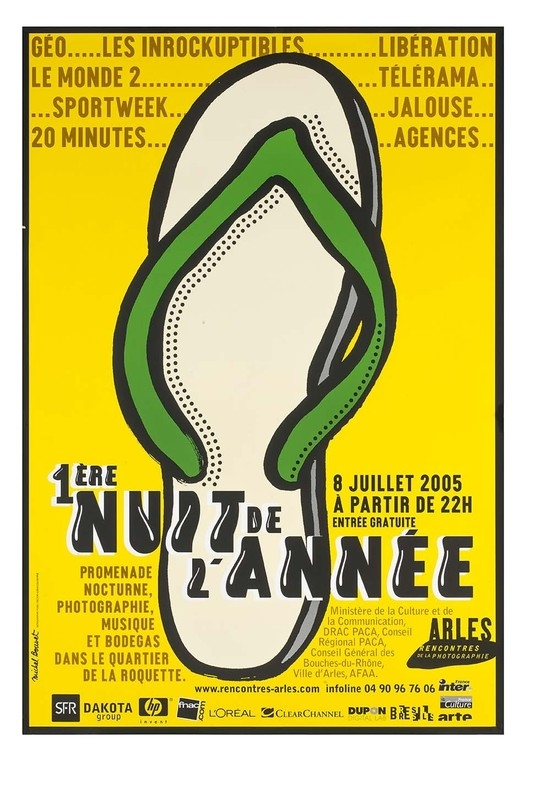 GÉO.....LES INROCKUPTIBLES..........LIBÉRATION
LE MONDE 2.............TÉLÉRAMA..
...SPORTWEEK......JALOUSE...
20 MINUTES.....AGENCES..
1ÈRE
NUIT DE
L'ANNÉE
8 JUILLET 2005
À PARTIR DE 22H
ENTRÉE GRATUITE
PROMENADE
NOCTURNE,
PHOTOGRAPHIE,
MUSIQUE
ET BODEGAS
DANS LE QUARTIER
DE LA ROQUETTE.
Ministère de la Culture et de
la Communication,
DRAC PACA, Conseil
Régional PACA,
Conseil Général des
Bouches-du-Rhône,
Ville d'Arles, AFAA.
ARLES
RENCONTRES
DE LA PHOTOGRAPHIE
michel Bouvet
www.rencontres-arles.com infoline 04 90 96 76 06
SFR
DAKOTA
group
hp
invent
fnac
.com
L'ORÉAL
CLEARCHANNEL
DUPON
DIGITAL LAB
BRÉSIL
inter
culture
arte